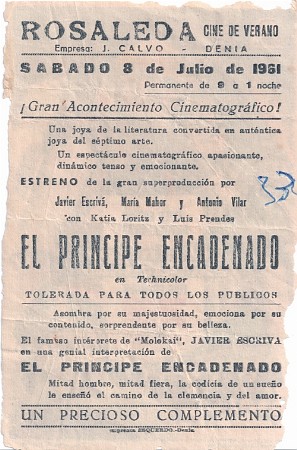 ROSALEDA CINE DE VERANO
Empresa: J. CALVO - DENIA
SABADO 8 de Julio de 1961
Permanente de 9 a 1 noche
¡Gran Acontecimiento Cinematográfico!
Una joya de la literatura convertida en auténtica
joya del séptimo arte.
Un espectáculo cinematográfico apasionante,
dinámico tenso y emocionante.
ESTRENO de la gran superproducción por
Javier Escrivá, María Mahor y Antonio Vilar
con Katia Loritz y Luis Prendes
EL PRINCIPE ENCADENADO
en Technicolor
TOLERADA PARA TODOS LOS PUBLICOS
Asombra por su majestuosidad, emociona por su
contenido, sorprendente por su belleza.
El famoso intérprete de "Molokai", JAVIER ESCRIVA
en una genial interpretación de
EL PRINCIPE ENCADENADO
Mitad hombre, mitad fiera, la codicia de un sueño
le enseñó el camino de la clemencia y del amor.
UN PRECIOSO COMPLEMENTO
Imprenta ESQUERDO.-Denia